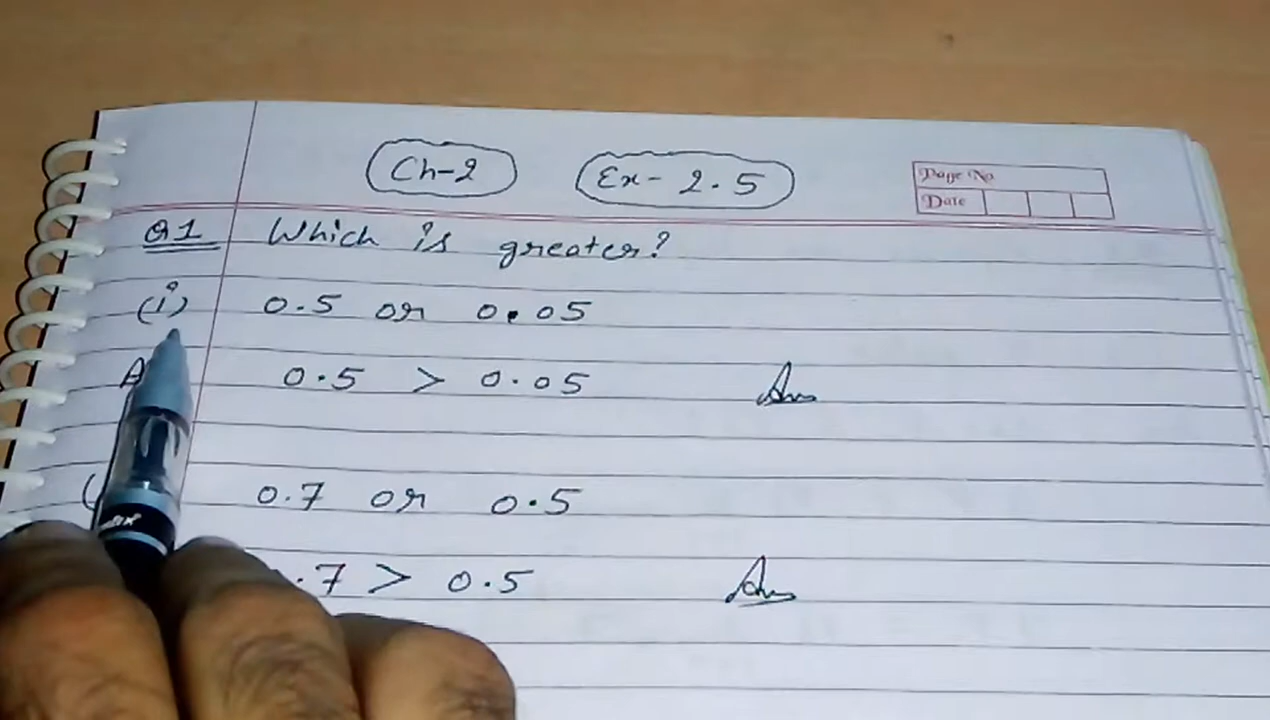 Ch-2 Ex- 2.5
Page No
Date
Q1 Which is greater?
(i) 0.5 or 0.05
0.5 > 0.05 Ans
0.7 or 0.5
.7 > 0.5 Ans